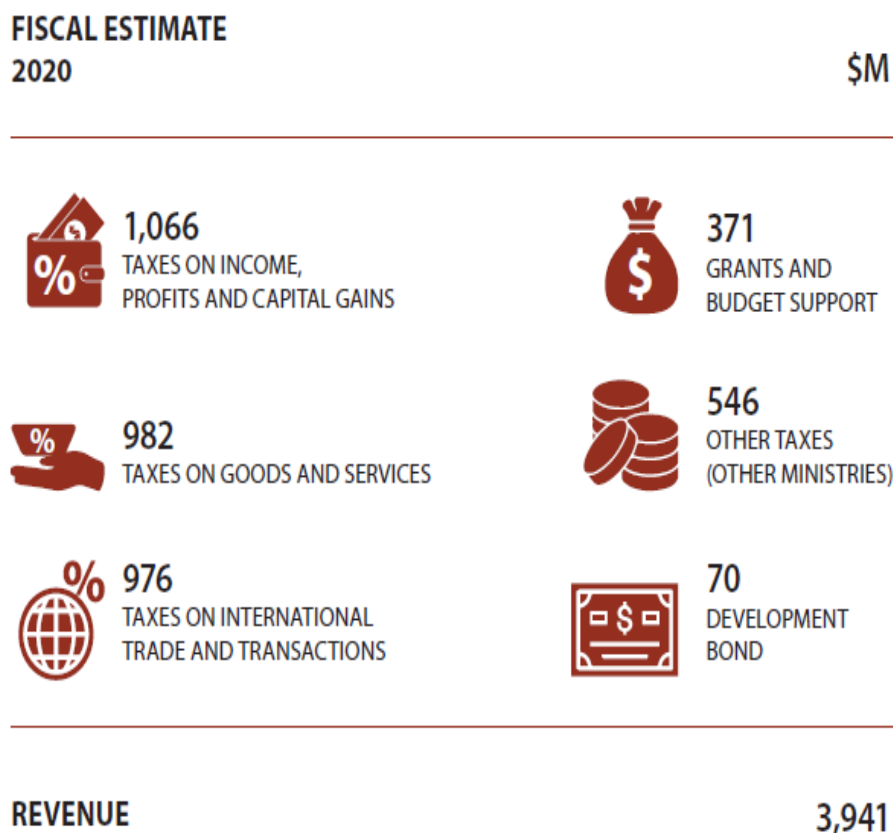 FISCAL ESTIMATE
2020
$M
%
1,066
TAXES ON INCOME,
PROFITS AND CAPITAL GAINS
$
371
GRANTS AND
BUDGET SUPPORT
%
982
TAXES ON GOODS AND SERVICES
546
OTHER TAXES
(OTHER MINISTRIES)
%
976
TAXES ON INTERNATIONAL
TRADE AND TRANSACTIONS
$
70
DEVELOPMENT
BOND
REVENUE
3,941